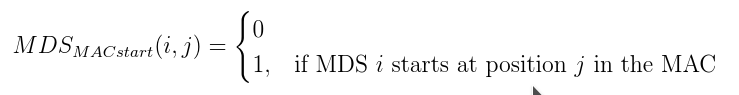 MDS_{MACstart}(i, j) = { 0
1, if MDS i starts at position j in the MAC